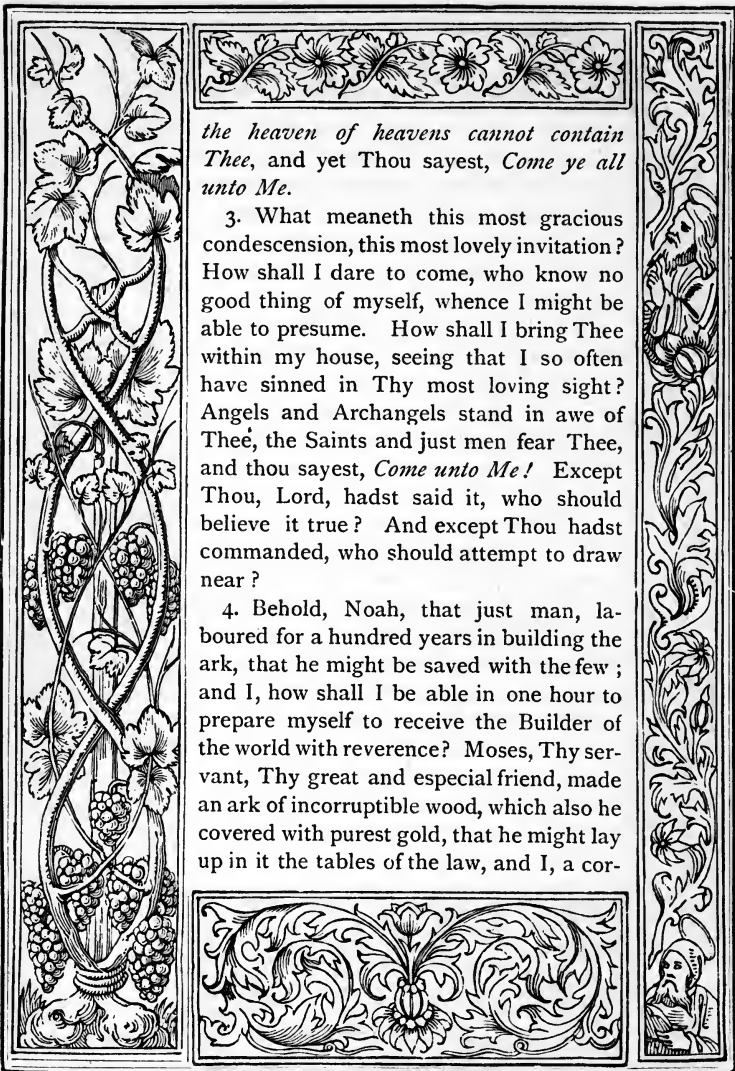 the heaven of heavens cannot contain
Thee, and yet Thou sayest, Come ye all
unto Me.
3. What meaneth this most gracious
condescension, this most lovely invitation?
How shall I dare to come, who know no
good thing of myself, whence I might be
able to presume. How shall I bring Thee
within my house, seeing that I so often
have sinned in Thy most loving sight?
Angels and Archangels stand in awe of
Thee, the Saints and just men fear Thee,
and thou sayest, Come unto Me! Except
Thou, Lord, hadst said it, who should
believe it true? And except Thou hadst
commanded, who should attempt to draw
near?
4. Behold, Noah, that just man, la-
boured for a hundred years in building the
ark, that he might be saved with the few;
and I, how shall I be able in one hour to
prepare myself to receive the Builder of
the world with reverence? Moses, Thy ser-
vant, Thy great and especial friend, made
an ark of incorruptible wood, which also he
covered with purest gold, that he might lay
up in it the tables of the law, and I, a cor-